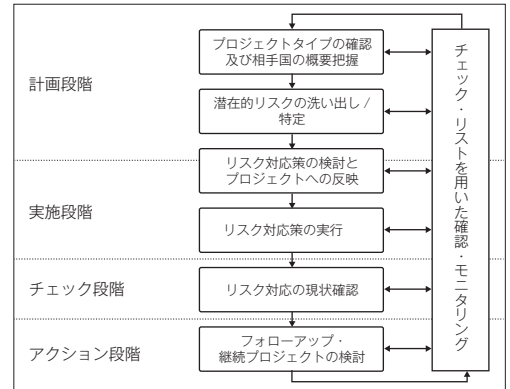 計画段階
プロジェクトタイプの確認
及び相手国の概要把握
潜在的リスクの洗い出し /
特定
リスク対応策の検討と
プロジェクトへの反映
実施段階
リスク対応策の実行
チェック段階
リスク対応の現状確認
アクション段階
フォローアップ・
継続プロジェクトの検討
チェック・リストを用いた確認・モニタリング